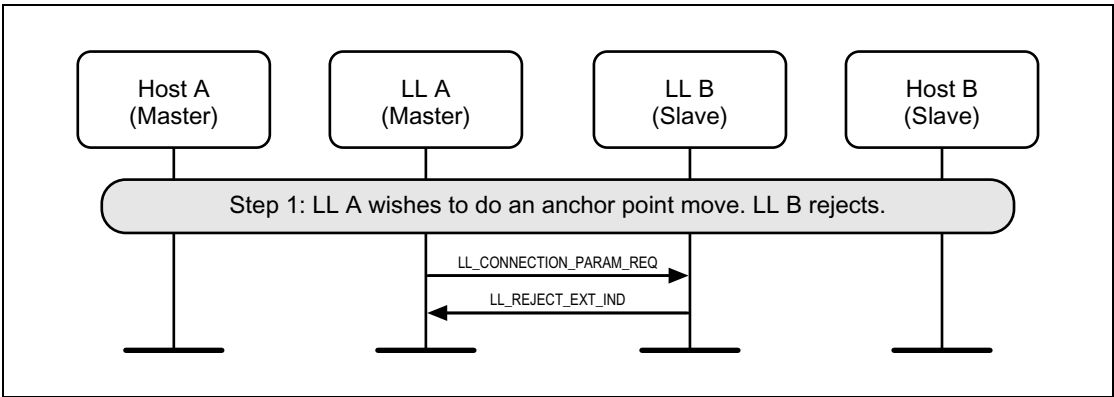 Host A
(Master)
LL A
(Master)
LL B
(Slave)
Host B
(Slave)
Step 1: LL A wishes to do an anchor point move. LL B rejects.
LL_CONNECTION_PARAM_REQ
LL_REJECT_EXT_IND